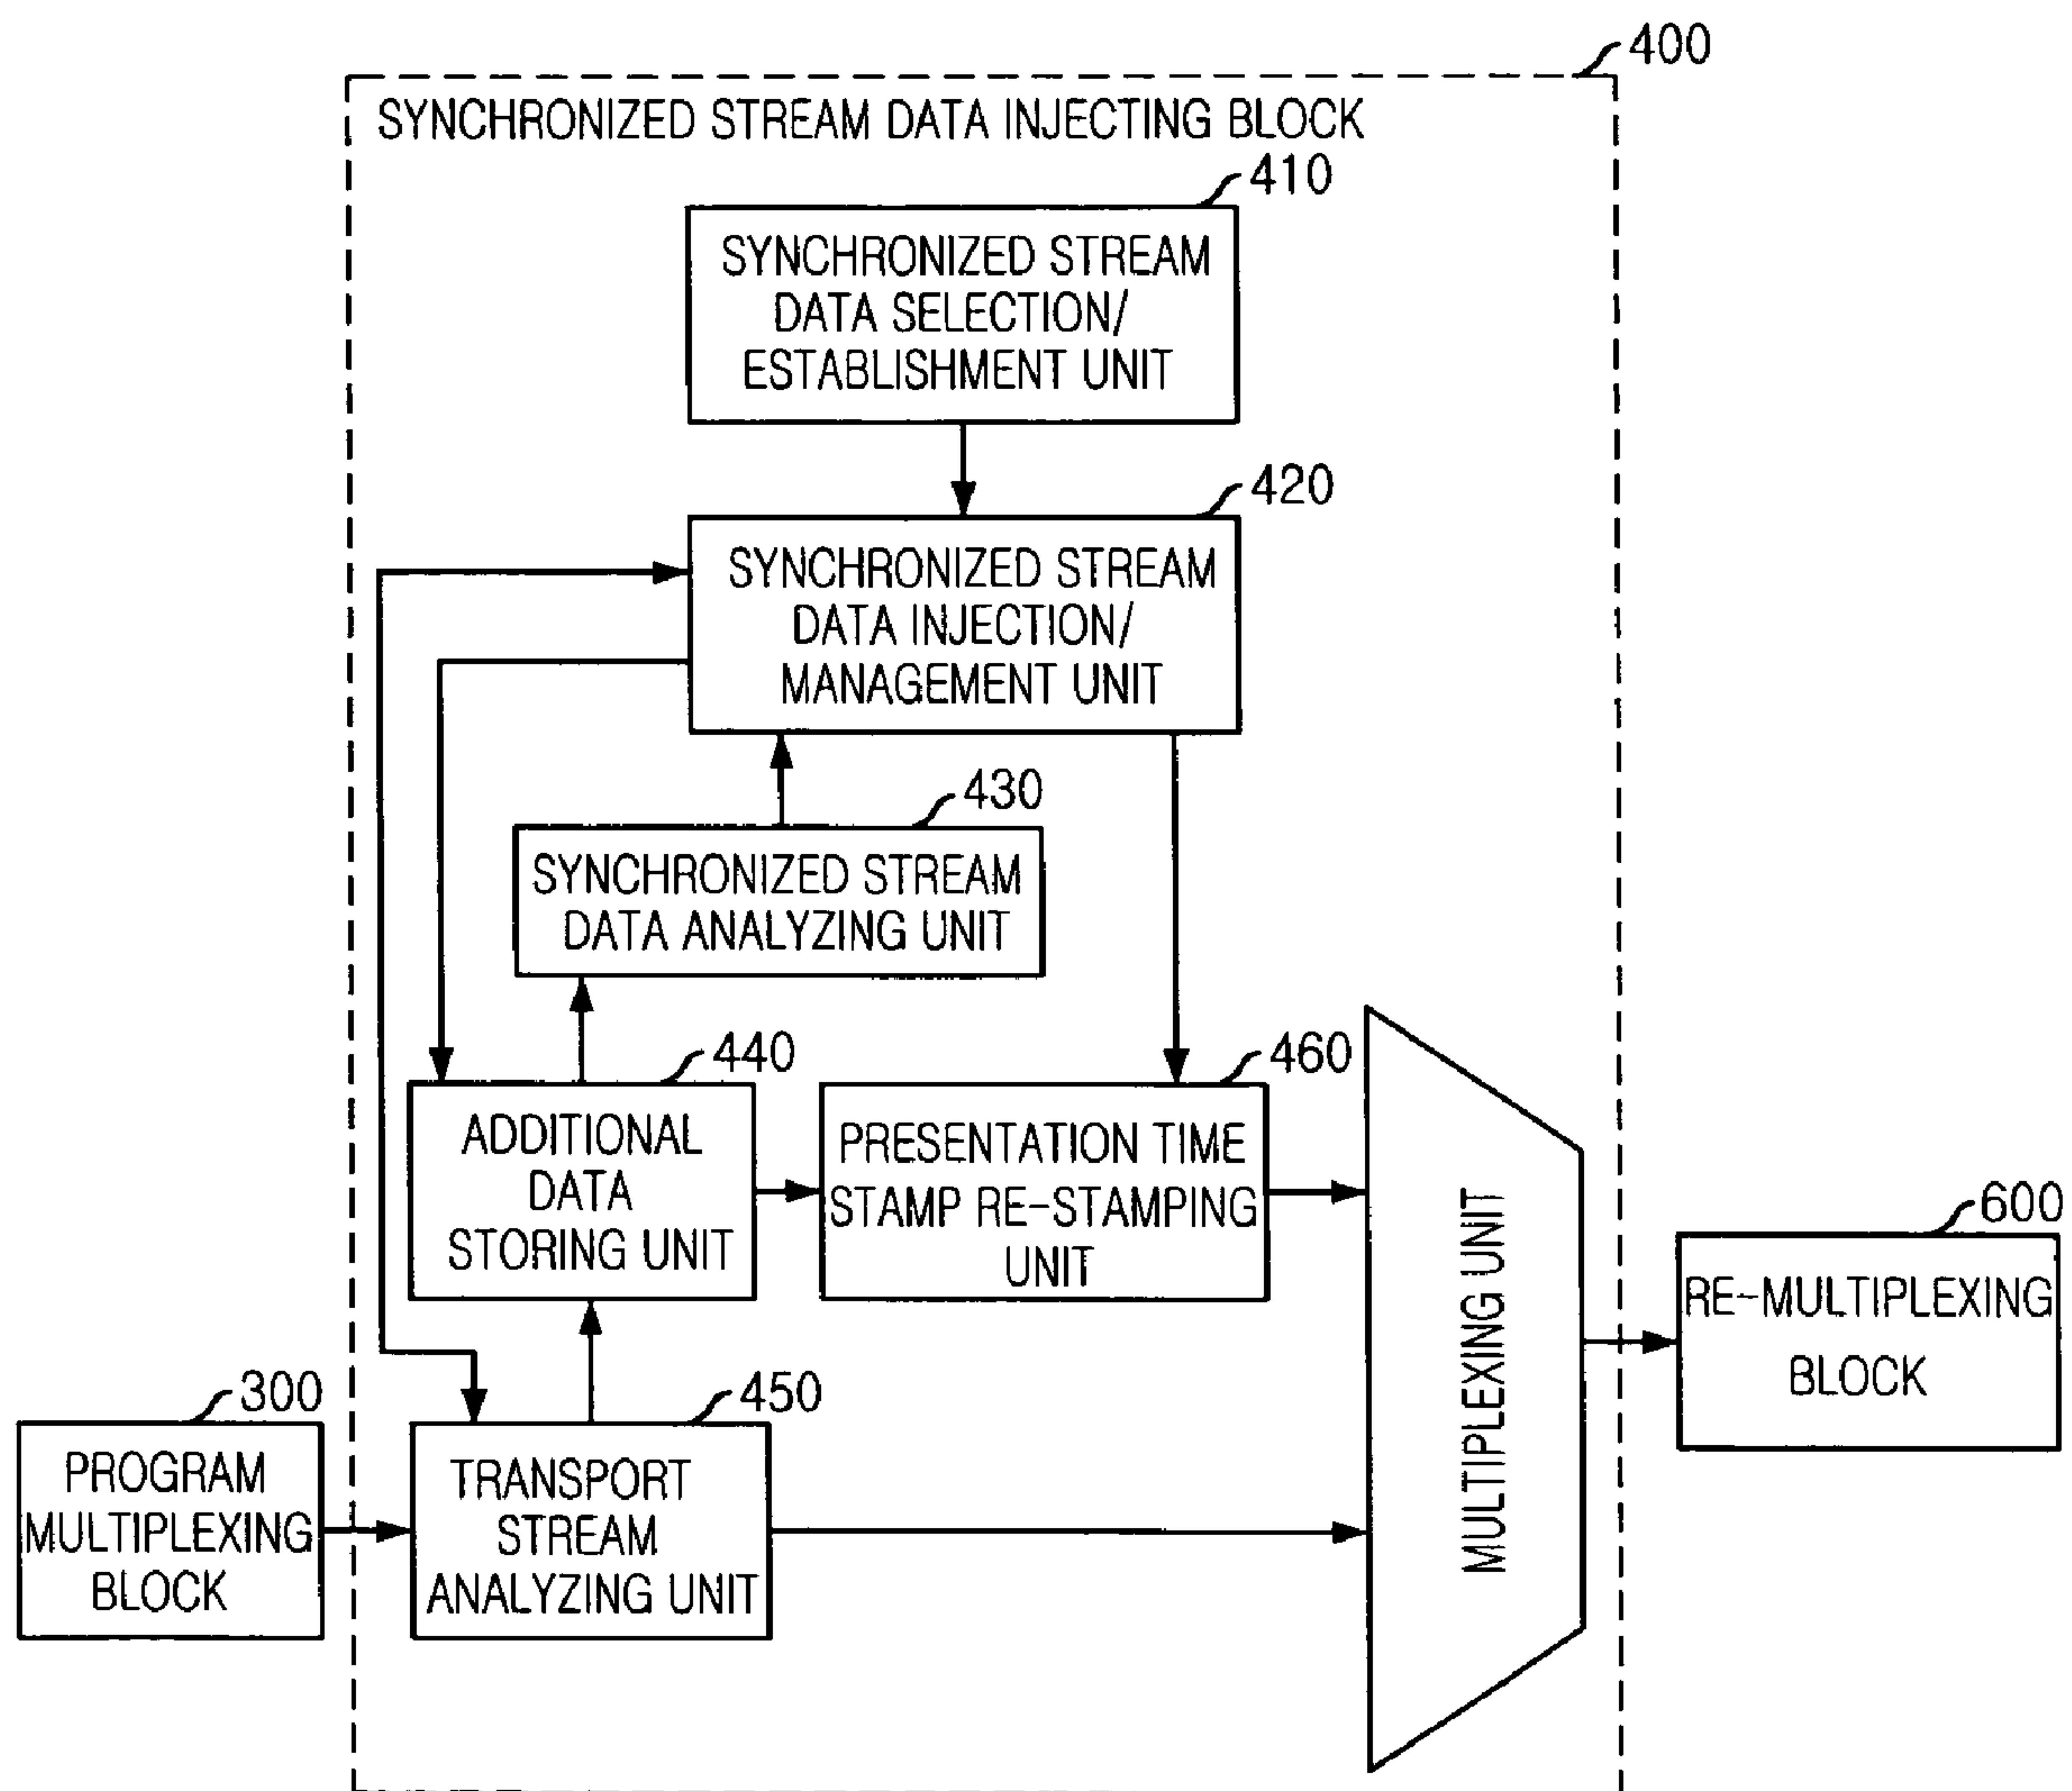 400
SYNCHRONIZED STREAM DATA INJECTING BLOCK
410
SYNCHRONIZED STREAM
DATA SELECTION/
ESTABLISHMENT UNIT
420
SYNCHRONIZED STREAM
DATA INJECTION/
MANAGEMENT UNIT
430
SYNCHRONIZED STREAM
DATA ANALYZING UNIT
440
ADDITIONAL
DATA
STORING UNIT
460
PRESENTATION TIME
STAMP RE-STAMPING
UNIT
MULTIPLEXING UNIT
600
RE-MULTIPLEXING
BLOCK
300
PROGRAM
MULTIPLEXING
BLOCK
450
TRANSPORT
STREAM
ANALYZING UNIT